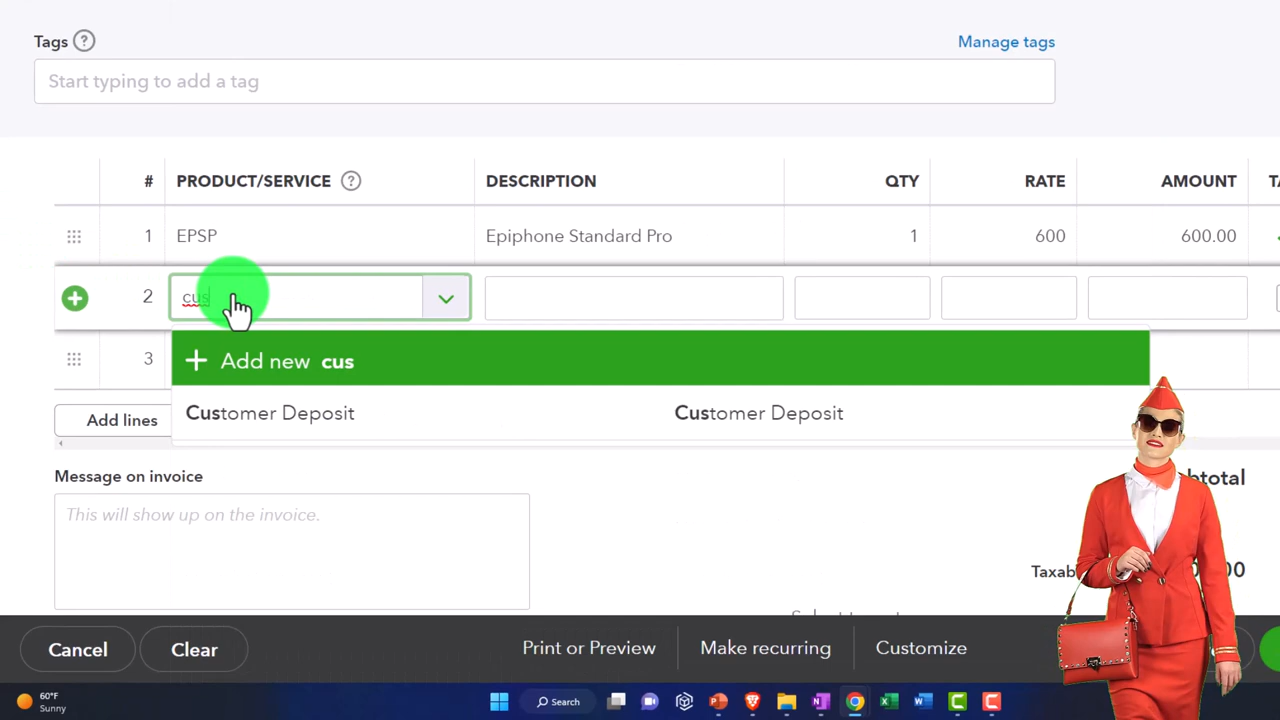 Tags ? Manage tags
Start typing to add a tag
# PRODUCT/SERVICE ? DESCRIPTION QTY RATE AMOUNT
1 EPSP Epiphone Standard Pro 1 600 600.00
2 cus
+ Add new cus
3
Customer Deposit Customer Deposit
Add lines
Message on invoice
This will show up on the invoice.
Cancel Clear Print or Preview Make recurring Customize
60°F
Sunny
Search